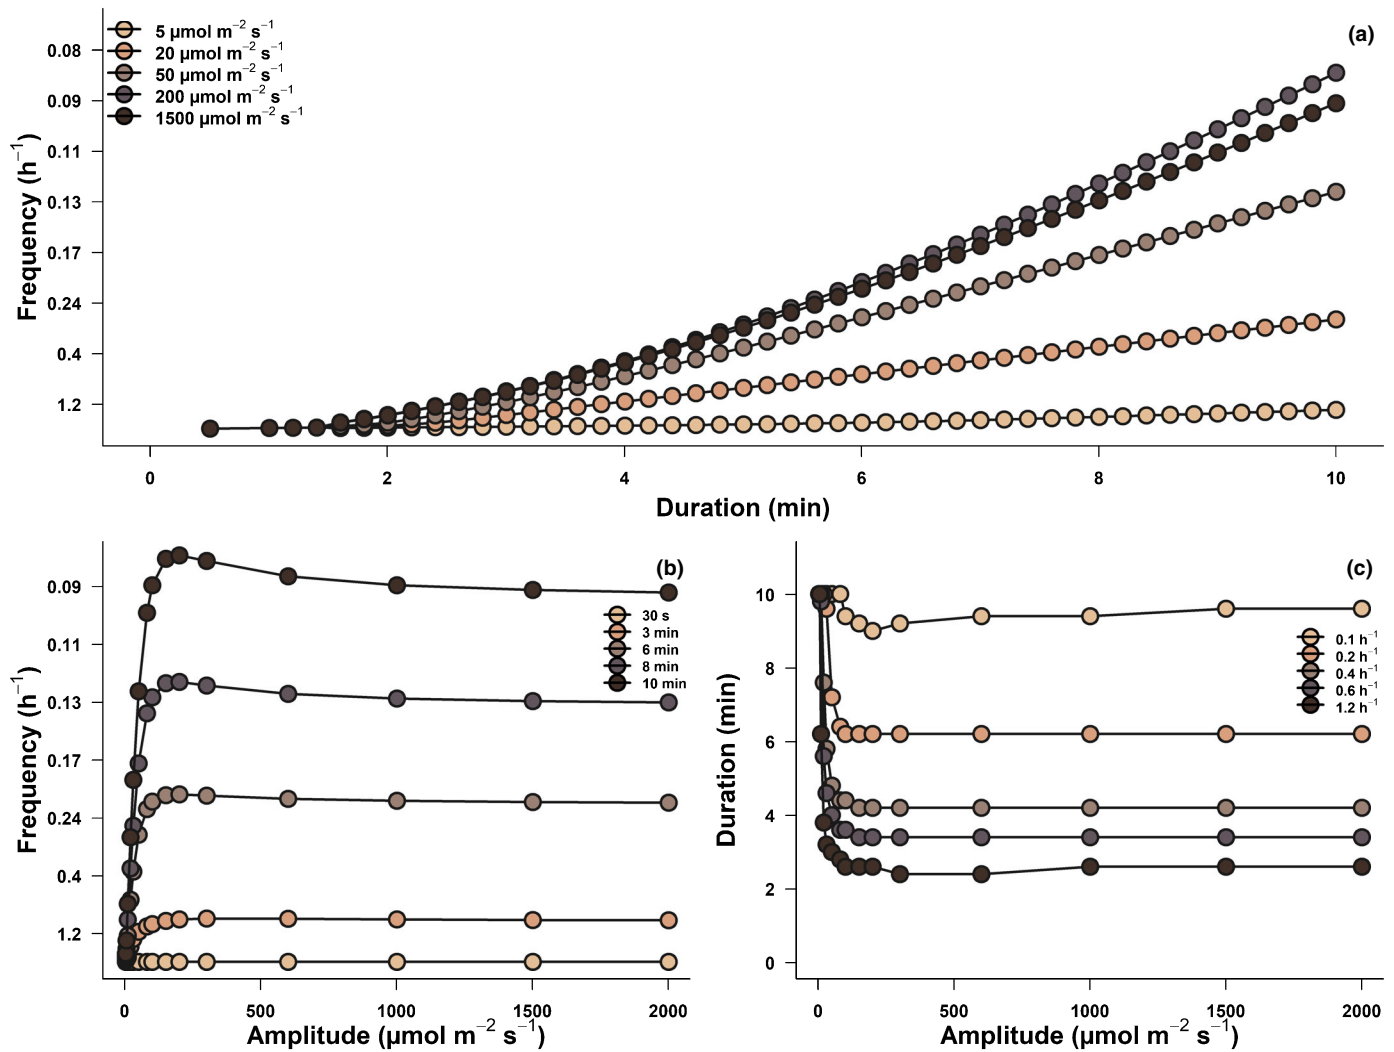 (a)
5 µmol m⁻² s⁻¹
20 µmol m⁻² s⁻¹
50 µmol m⁻² s⁻¹
200 µmol m⁻² s⁻¹
1500 µmol m⁻² s⁻¹
Frequency (h⁻¹)
0.08
0.09
0.11
0.13
0.17
0.24
0.4
1.2
0 2 4 6 8 10
Duration (min)
(b)
30 s
3 min
6 min
8 min
10 min
Frequency (h⁻¹)
0.09
0.11
0.13
0.17
0.24
0.4
1.2
0 500 1000 1500 2000
Amplitude (µmol m⁻² s⁻¹)
(c)
0.1 h⁻¹
0.2 h⁻¹
0.4 h⁻¹
0.6 h⁻¹
1.2 h⁻¹
Duration (min)
10
8
6
4
2
0
0 500 1000 1500 2000
Amplitude (µmol m⁻² s⁻¹)